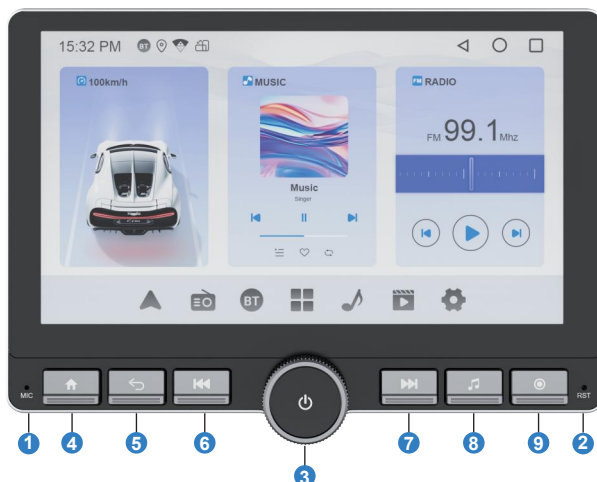 15:32 PM BT
100km/h
MUSIC
FM RADIO
FM 99.1 Mhz
Music
Singer
BT
MIC
RST
1
4
5
6
7
8
9
2
3